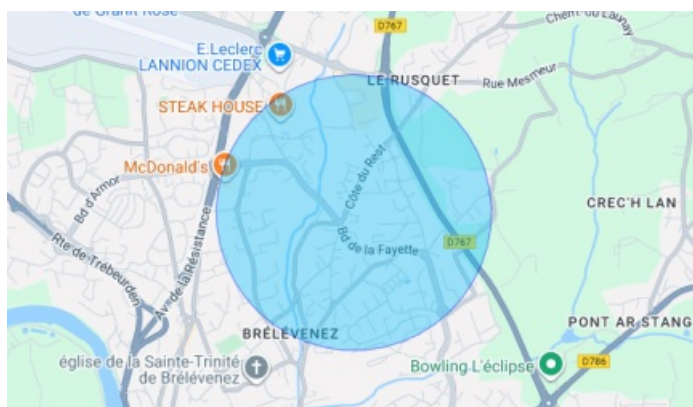 de Granit Rose
D767
Chem. du Launay
E.Leclerc
LANNION CEDEX
LE RUSQUET
Rue Mesmeur
STEAK HOUSE
McDonald's
Côte du Rest
Bd d'Armor
CREC'H LAN
Av. de la Résistance
Rte de Trébeurden
Bd de la Fayette
D767
PONT AR STANG
BRÉLÉVENEZ
église de la Sainte-Trinité
de Brélévenez
Bowling L'éclipse
D786